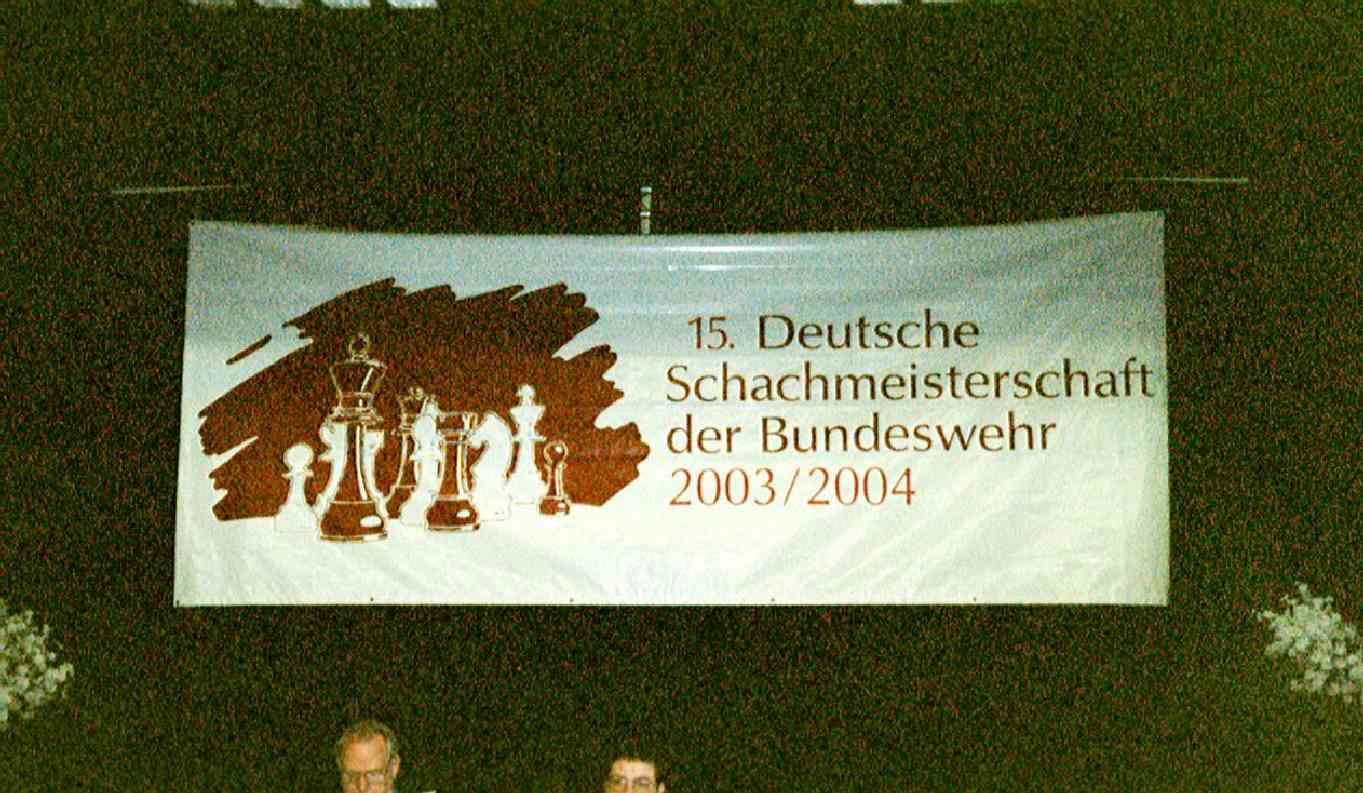 15. Deutsche
Schachmeisterschaft
der Bundeswehr
2003/2004